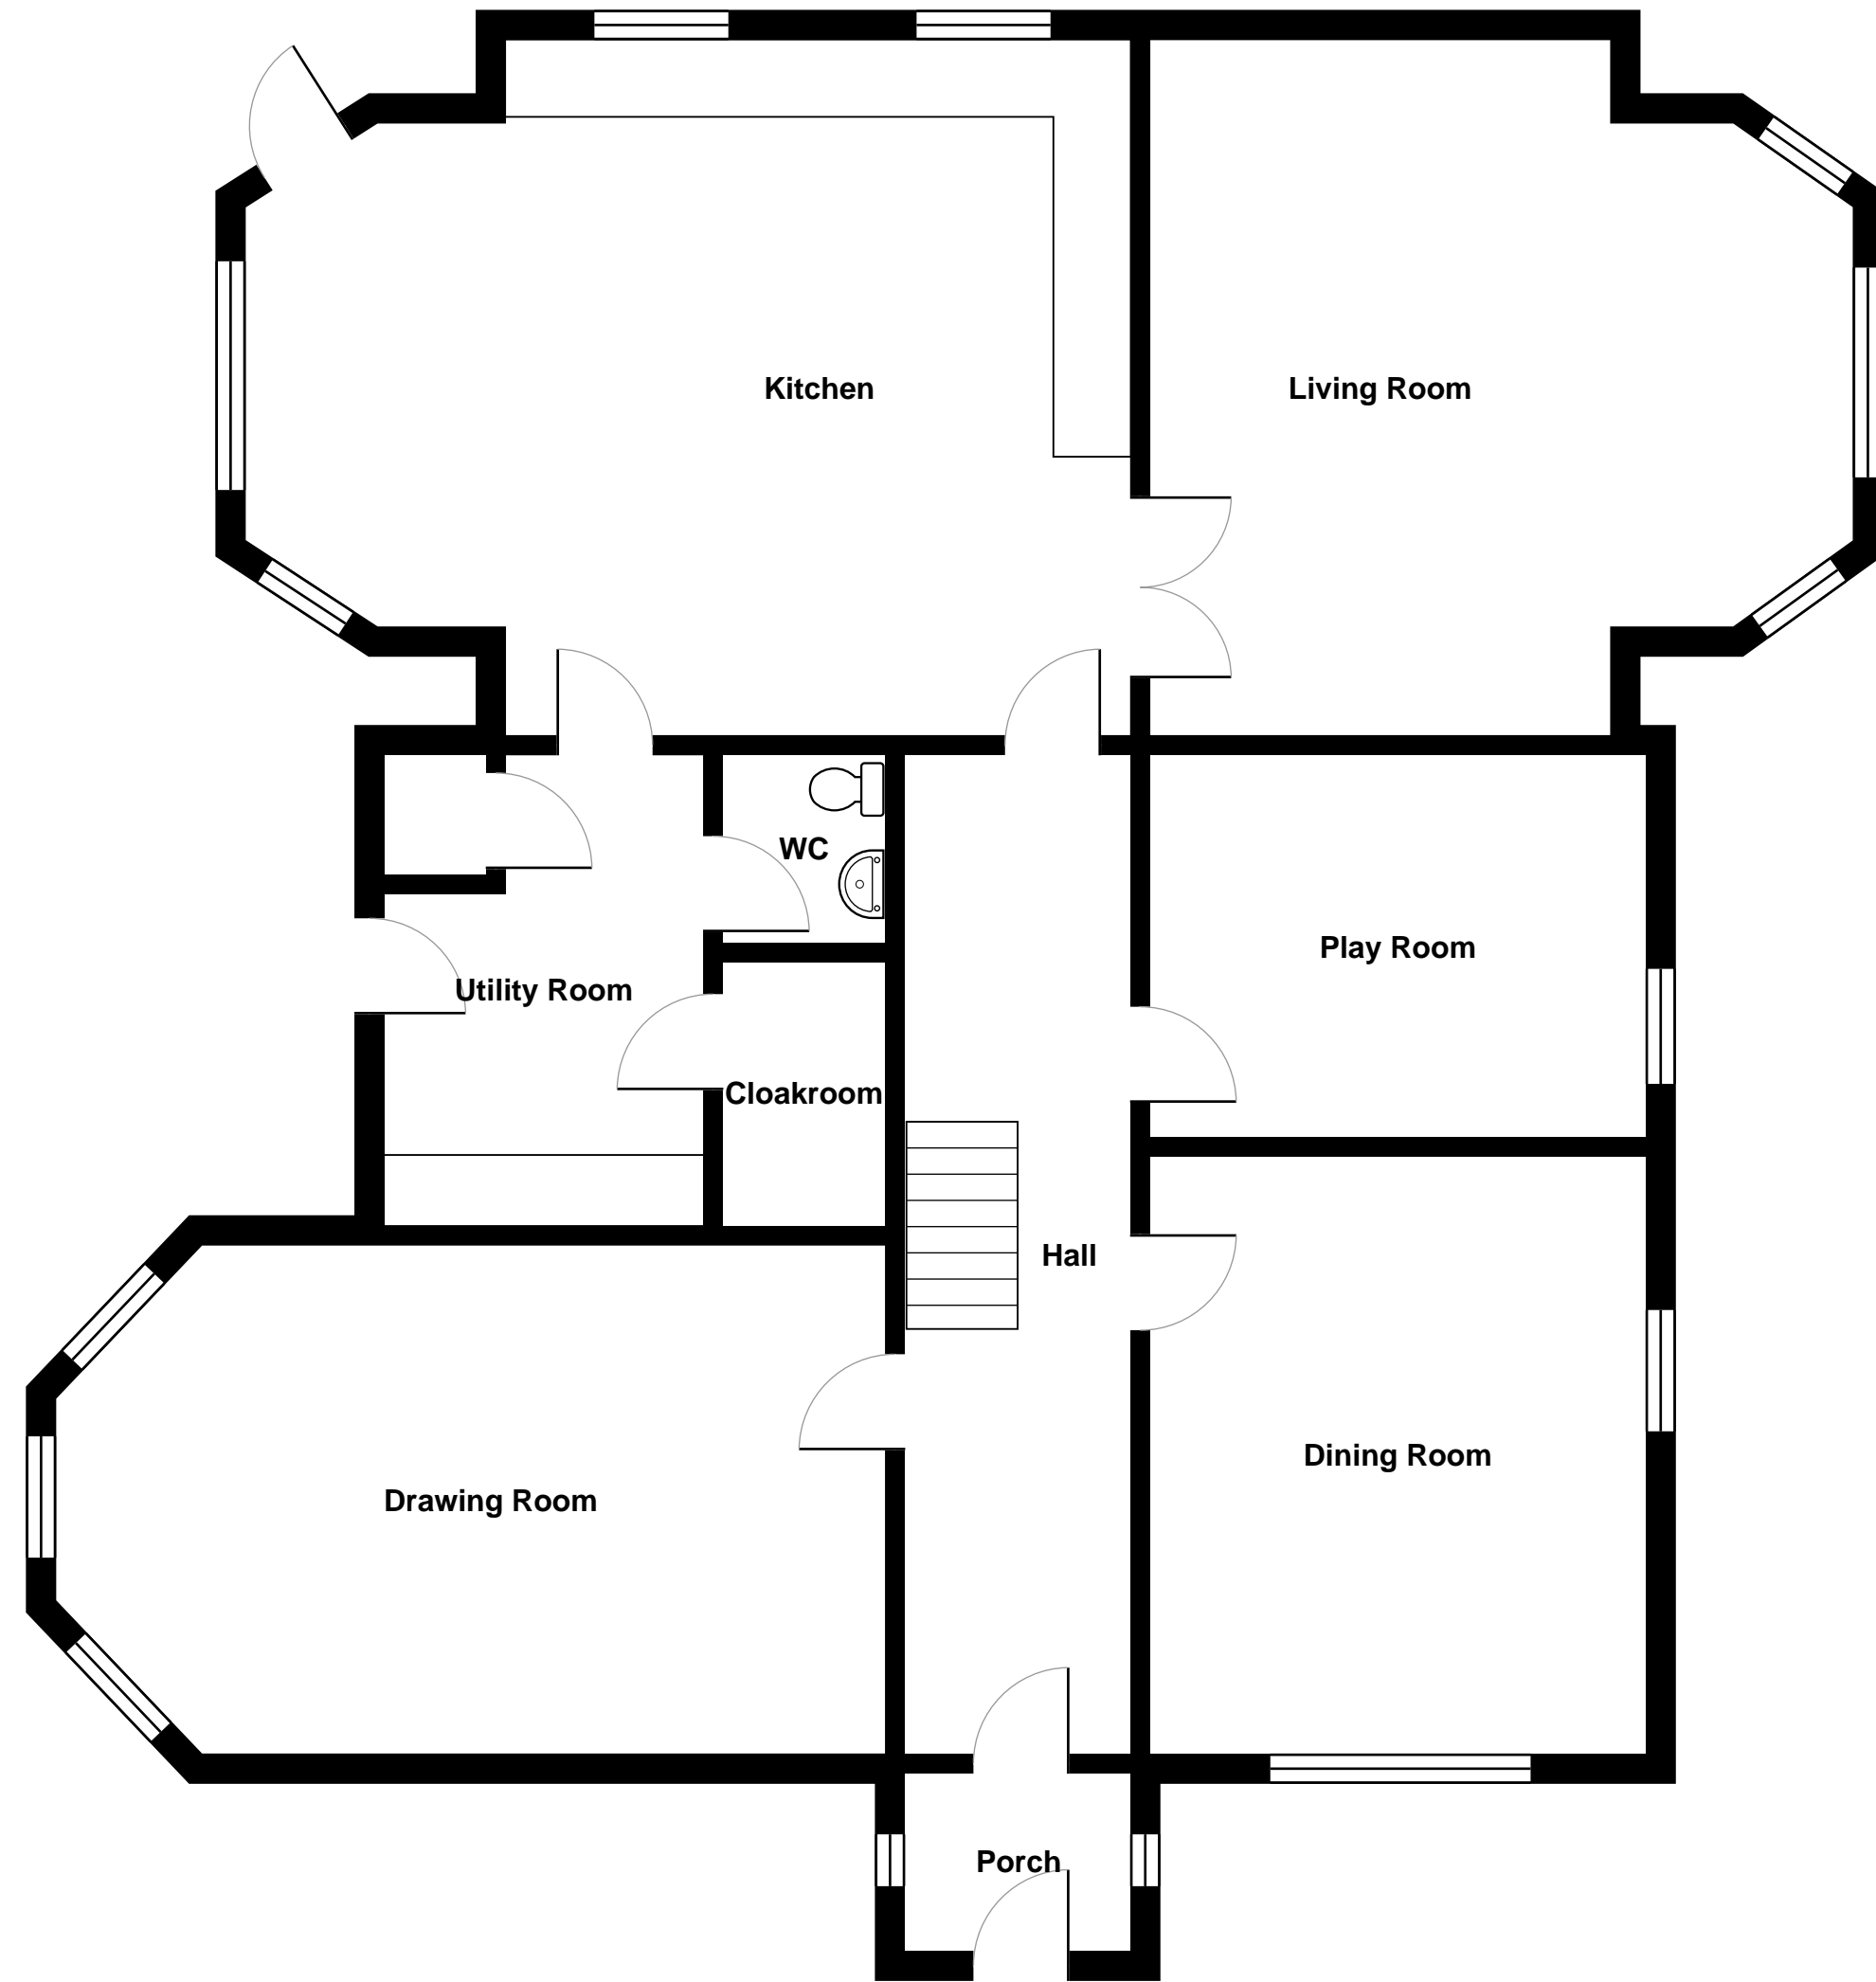 Kitchen
Living Room
WC
Play Room
Utility Room
Cloakroom
Hall
Dining Room
Drawing Room
Porch